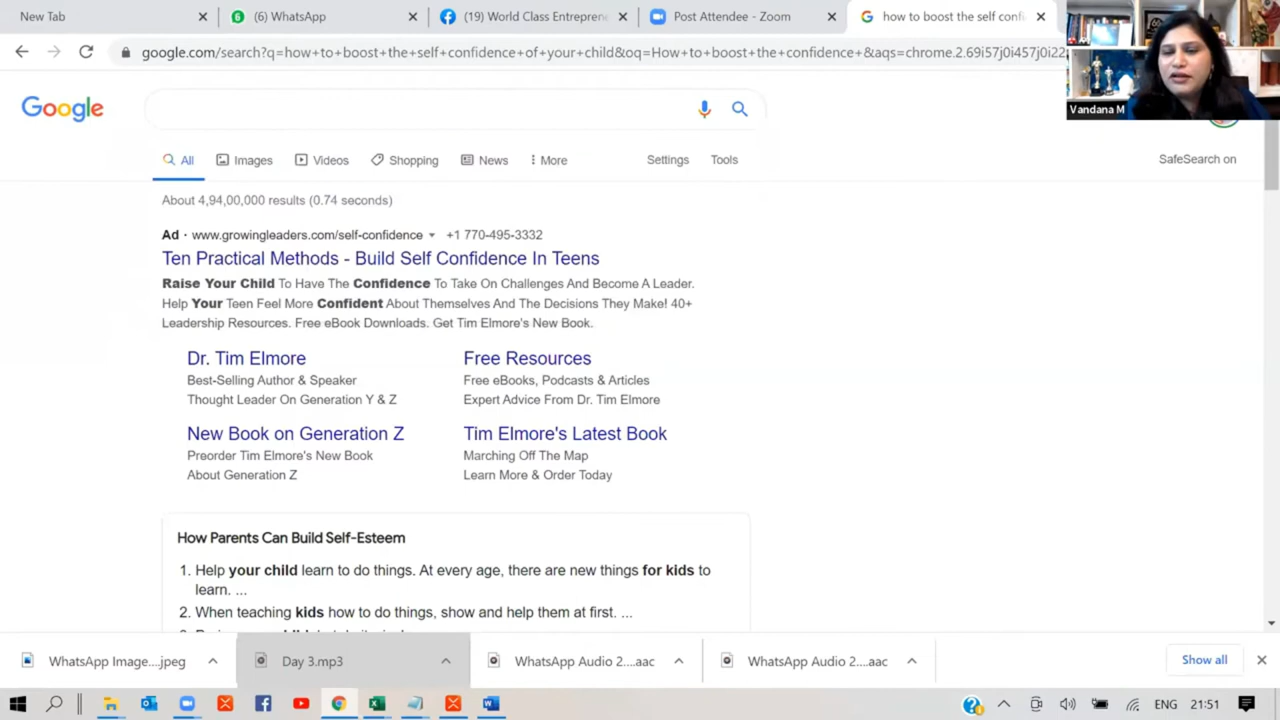 New Tab
(6) WhatsApp
(19) World Class Entreprene
Post Attendee - Zoom
how to boost the self confi
google.com/search?q=how+to+boost+the+self+confidence+of+your+child&oq=How+to+boost+the+confidence+&aqs=chrome.2.69i57j0i457j0i22
Vandana M
Google
All
Images
Videos
Shopping
News
More
Settings
Tools
SafeSearch on
About 4,94,00,000 results (0.74 seconds)
Ad · www.growingleaders.com/self-confidence +1 770-495-3332
Ten Practical Methods - Build Self Confidence In Teens
Raise Your Child To Have The Confidence To Take On Challenges And Become A Leader.
Help Your Teen Feel More Confident About Themselves And The Decisions They Make! 40+
Leadership Resources. Free eBook Downloads. Get Tim Elmore's New Book.
Dr. Tim Elmore
Best-Selling Author & Speaker
Thought Leader On Generation Y & Z
Free Resources
Free eBooks, Podcasts & Articles
Expert Advice From Dr. Tim Elmore
New Book on Generation Z
Preorder Tim Elmore's New Book
About Generation Z
Tim Elmore's Latest Book
Marching Off The Map
Learn More & Order Today
How Parents Can Build Self-Esteem
1. Help your child learn to do things. At every age, there are new things for kids to
learn. ...
2. When teaching kids how to do things, show and help them at first. ...
WhatsApp Image....jpeg
Day 3.mp3
WhatsApp Audio 2....aac
WhatsApp Audio 2....aac
Show all
ENG
21:51